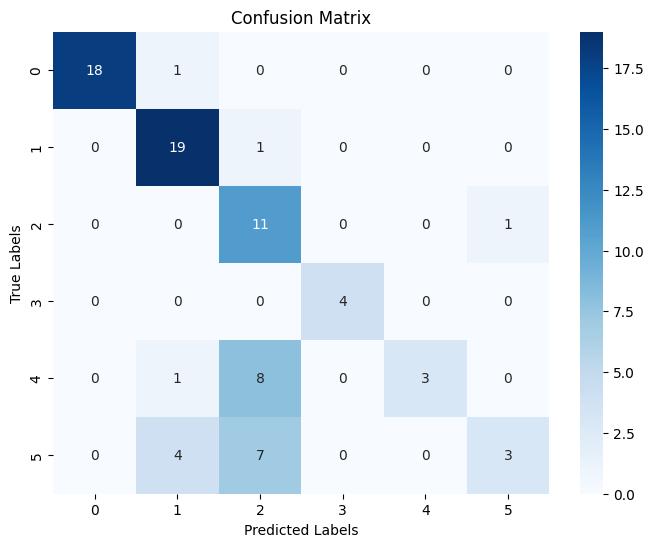 Confusion Matrix
0 18 1 0 0 0 0
1 0 19 1 0 0 0
2 0 0 11 0 0 1
3 0 0 0 4 0 0
4 0 1 8 0 3 0
5 0 4 7 0 0 3
0 1 2 3 4 5
True Labels
Predicted Labels
17.5
15.0
12.5
10.0
7.5
5.0
2.5
0.0